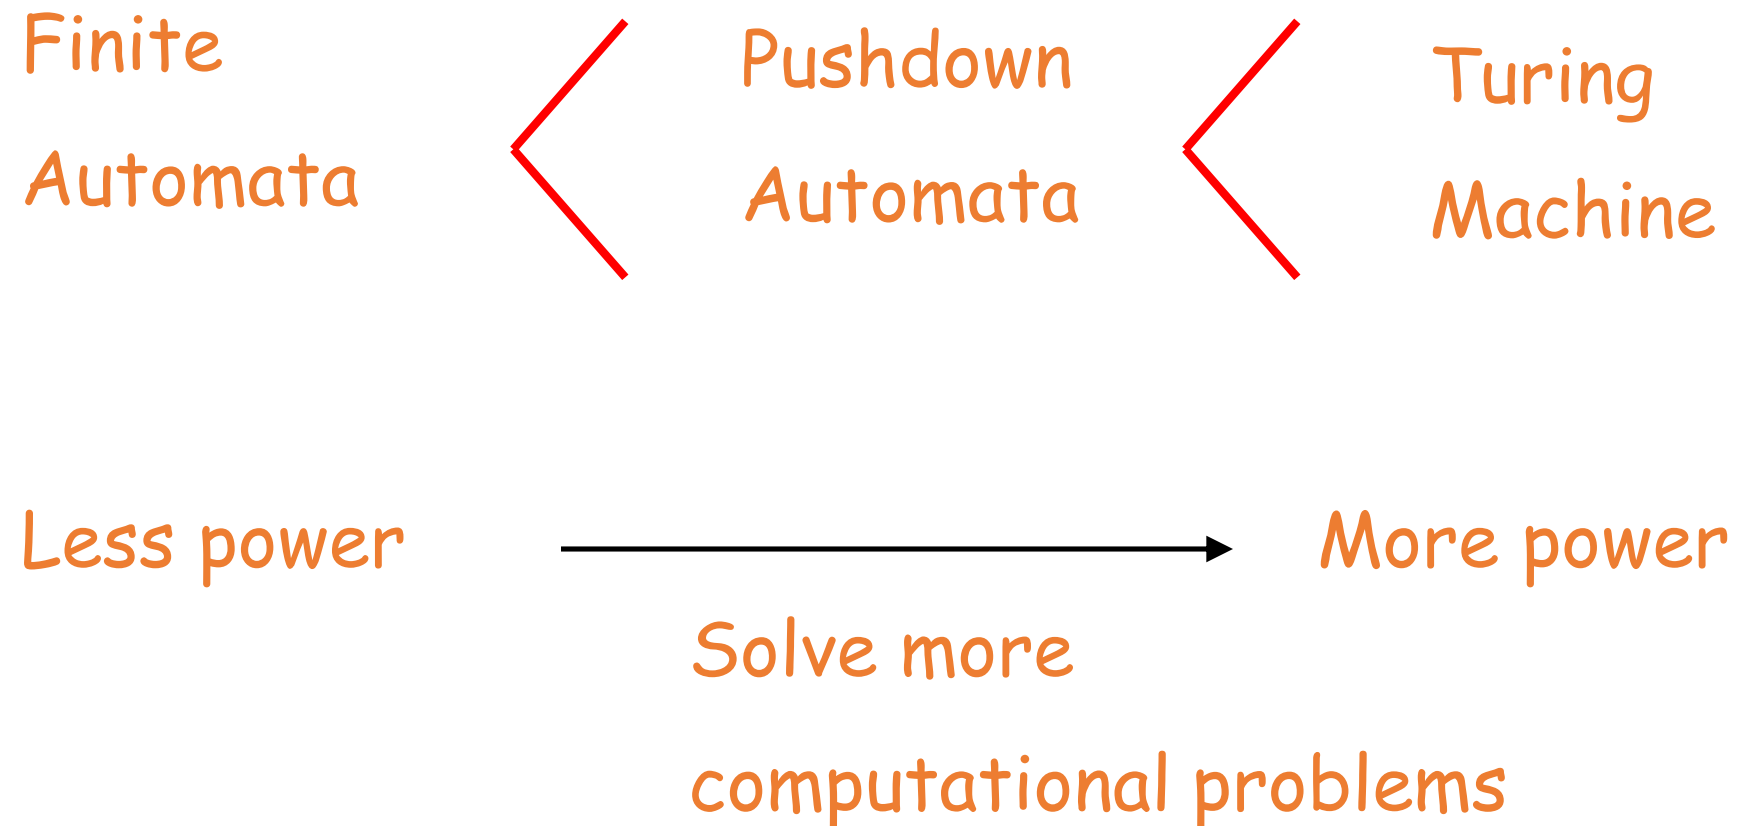 Finite
Automata
Pushdown
Automata
Turing
Machine
Less power
More power
Solve more
computational problems